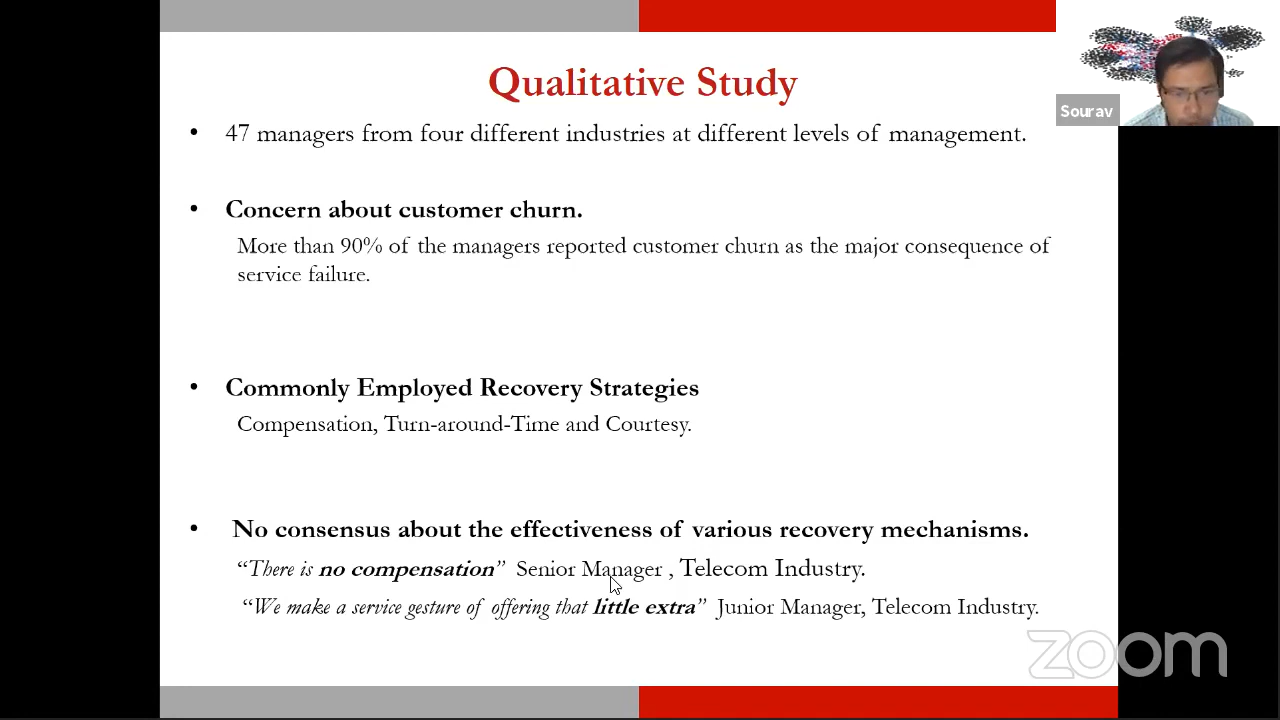 Qualitative Study
Sourav
• 47 managers from four different industries at different levels of management.
• Concern about customer churn.
More than 90% of the managers reported customer churn as the major consequence of
service failure.
• Commonly Employed Recovery Strategies
Compensation, Turn-around-Time and Courtesy.
• No consensus about the effectiveness of various recovery mechanisms.
“There is no compensation” Senior Manager , Telecom Industry.
“We make a service gesture of offering that little extra” Junior Manager, Telecom Industry.
zoom